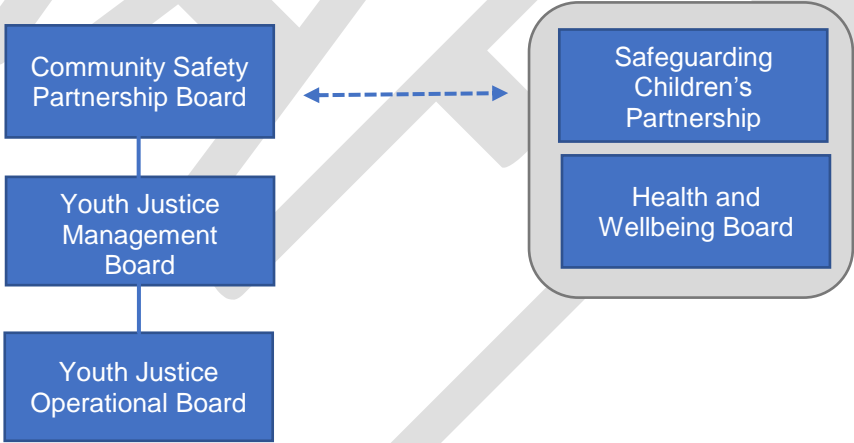 Community Safety
Partnership Board
Youth Justice
Management
Board
Youth Justice
Operational Board
Safeguarding
Children’s
Partnership
Health and
Wellbeing Board